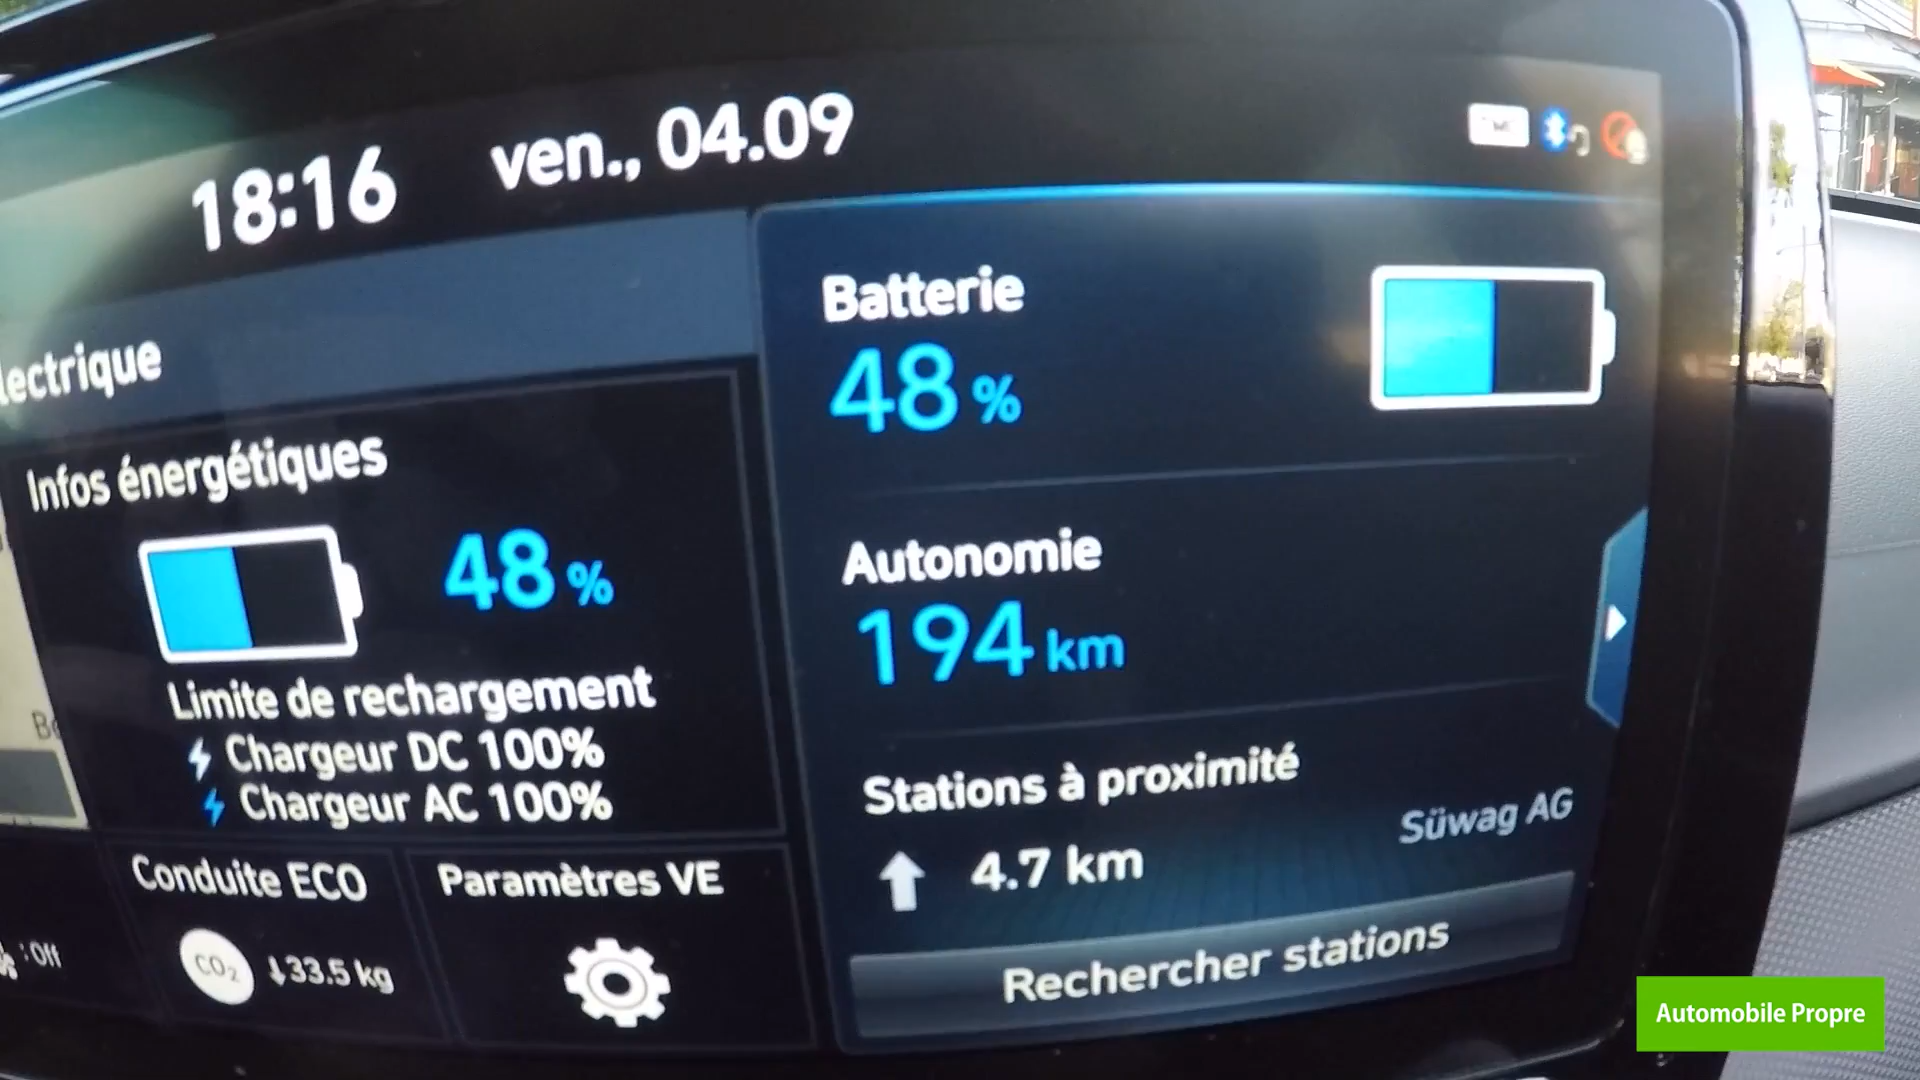 18:16 ven., 04.09
lectrique
Infos énergétiques
48 %
Limite de rechargement
Chargeur DC 100%
Chargeur AC 100%
: Off
Conduite ECO
CO₂ ↓33.5 kg
Paramètres VE
Batterie
48 %
Autonomie
194 km
Stations à proximité
Süwag AG
4.7 km
Rechercher stations
Automobile Propre